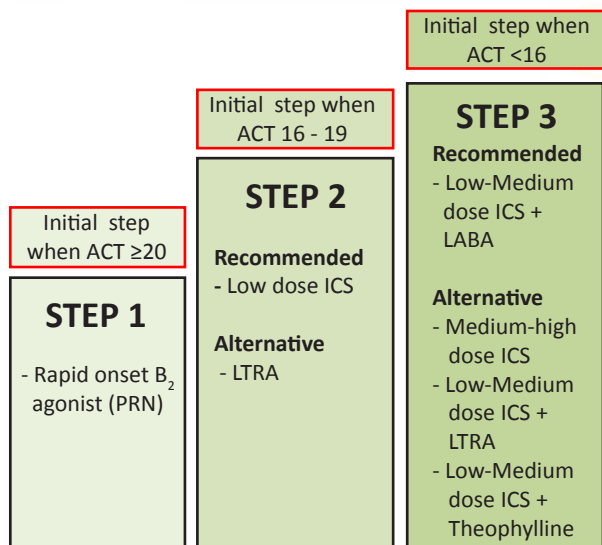 Initial step
when ACT ≥20
STEP 1
- Rapid onset B₂
agonist (PRN)
Initial step when
ACT 16 - 19
STEP 2
Recommended
- Low dose ICS
Alternative
- LTRA
Initial step when
ACT <16
STEP 3
Recommended
- Low-Medium
dose ICS +
LABA
Alternative
- Medium-high
dose ICS
- Low-Medium
dose ICS +
LTRA
- Low-Medium
dose ICS +
Theophylline